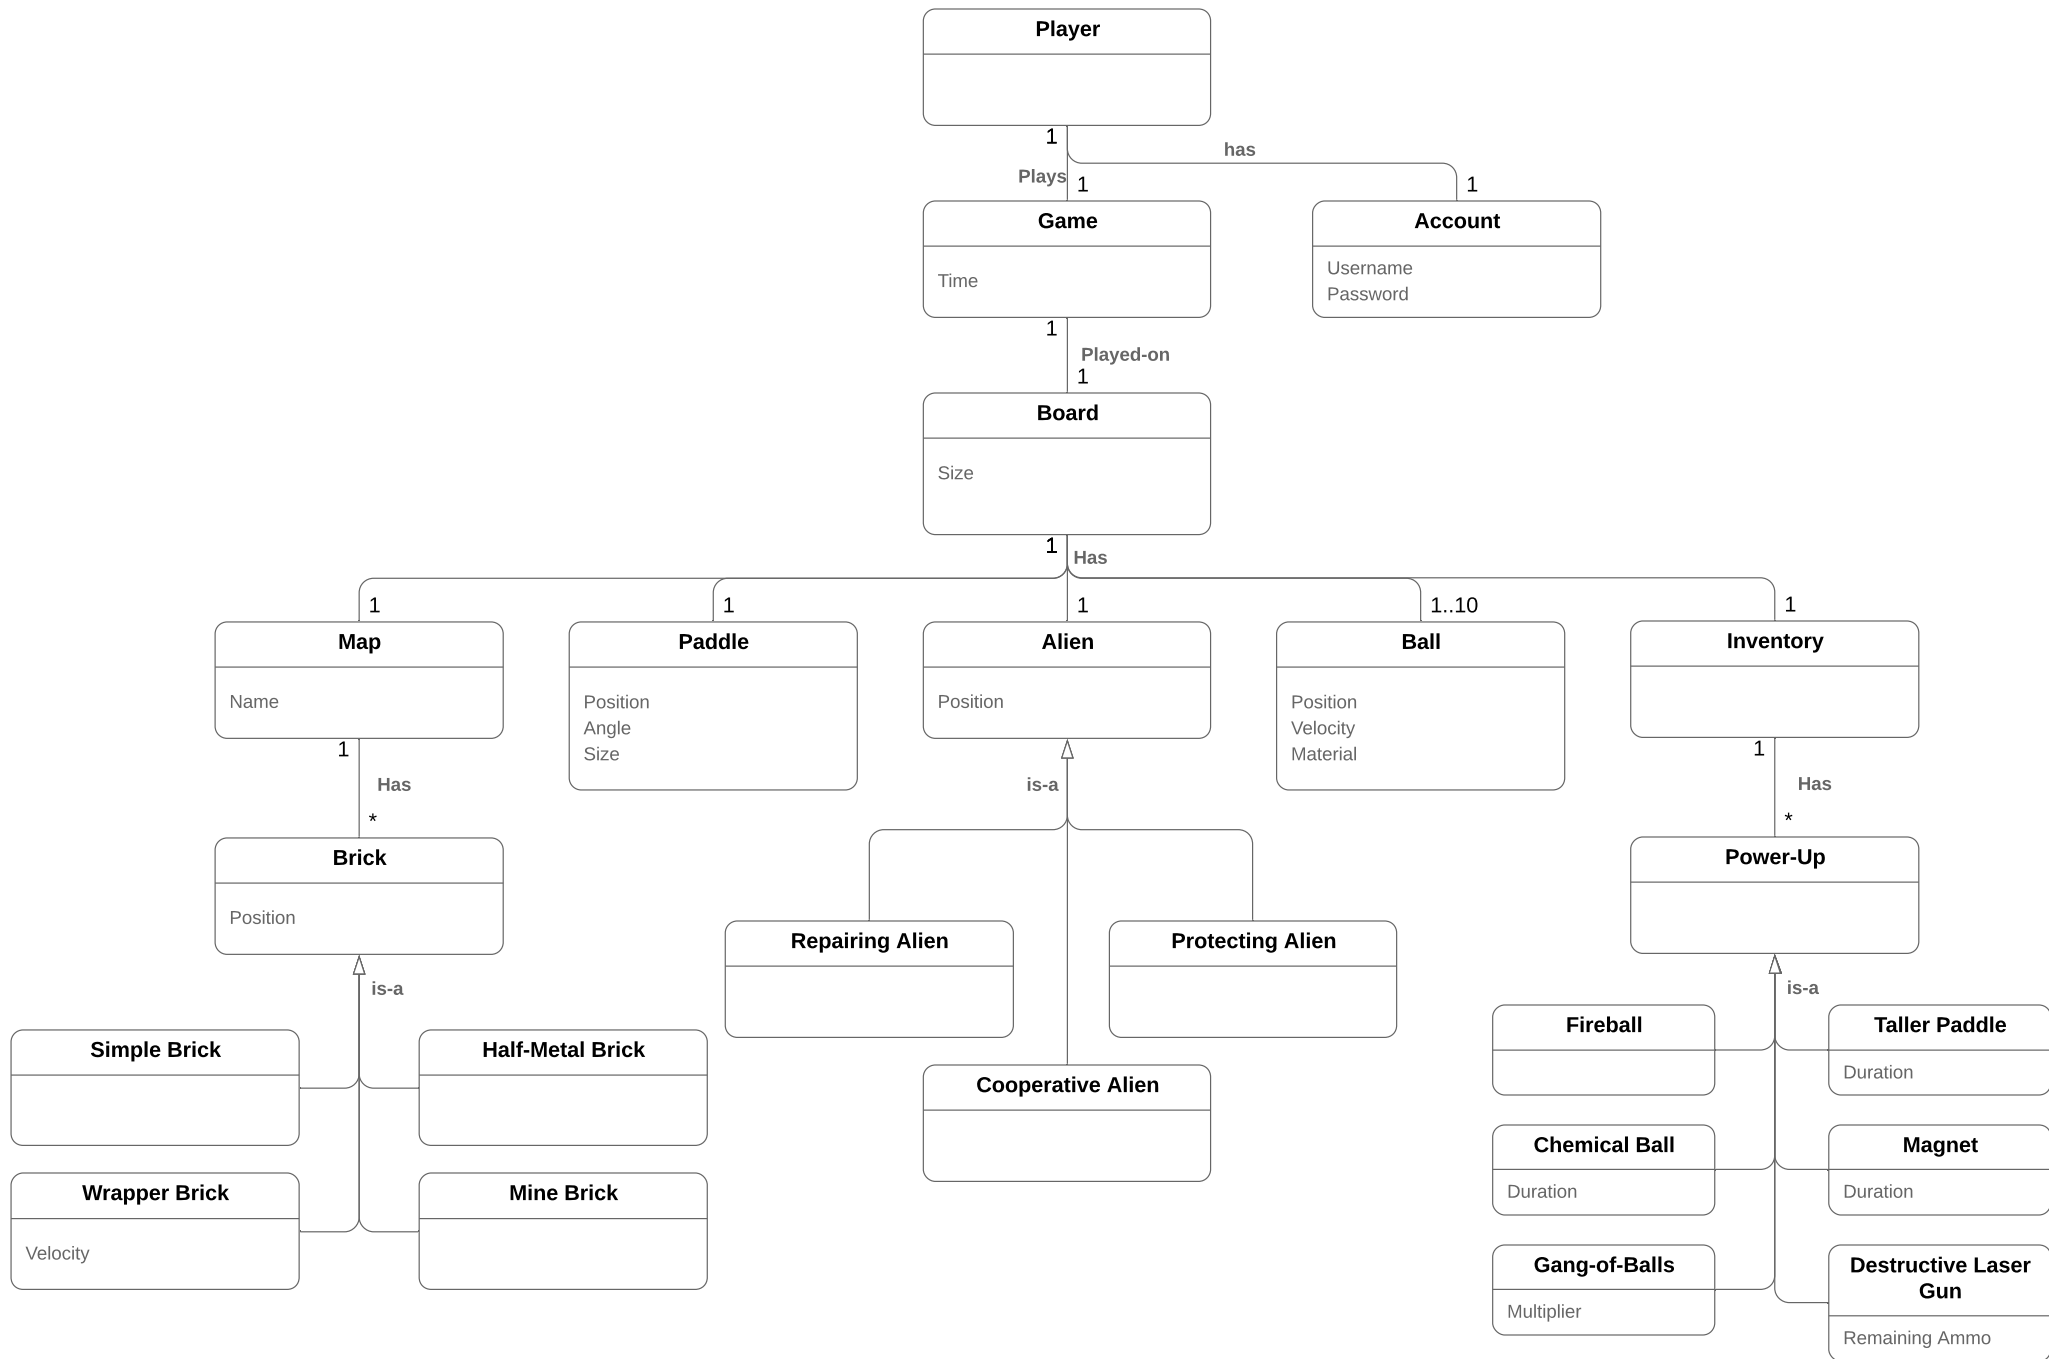 Player
1
has
Plays
1
1
Game
Account
Time
Username
Password
1
Played-on
1
Board
Size
1
Has
1
1
1
1..10
1
Map
Paddle
Alien
Ball
Inventory
Name
Position
Angle
Size
Position
Position
Velocity
Material
1
Has
*
is-a
1
Has
*
Brick
Position
Power-Up
is-a
Repairing Alien
Protecting Alien
Cooperative Alien
is-a
Simple Brick
Half-Metal Brick
Wrapper Brick
Velocity
Mine Brick
Fireball
Taller Paddle
Duration
Chemical Ball
Duration
Magnet
Duration
Gang-of-Balls
Multiplier
Destructive Laser
Gun
Remaining Ammo